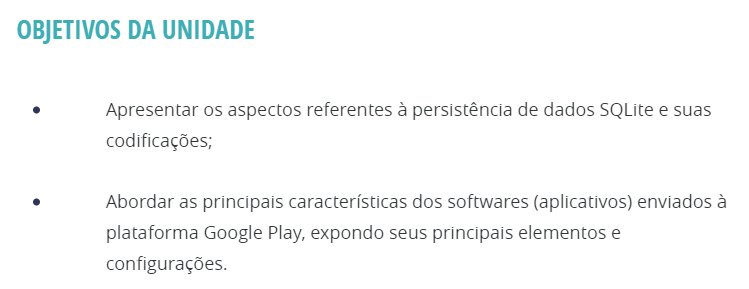 OBJETIVOS DA UNIDADE
• Apresentar os aspectos referentes à persistência de dados SQLite e suas
codificações;
• Abordar as principais características dos softwares (aplicativos) enviados à
plataforma Google Play, expondo seus principais elementos e
configurações.